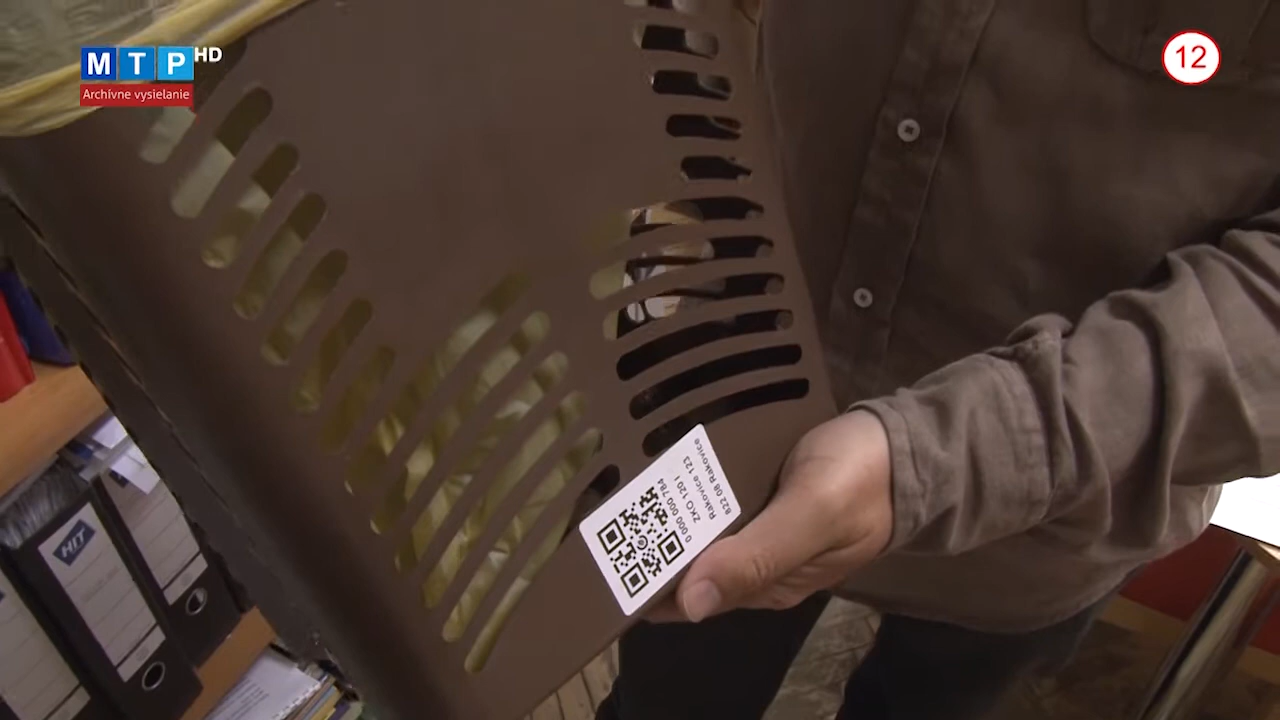 MTP HD
Archívne vysielanie
12
0 000 000 784
ZKO 120 l
Rakovice 123
922 08 Rakovice
HIT